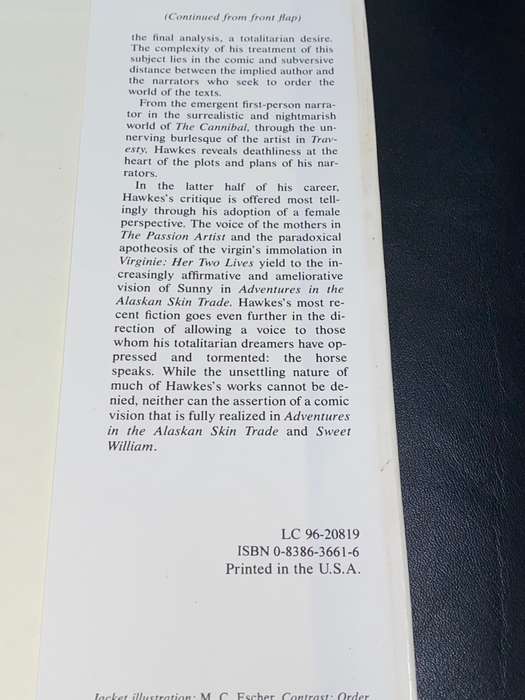 (Continued from front flap)
the final analysis, a totalitarian desire.
The complexity of his treatment of this
subject lies in the comic and subversive
distance between the implied author and
the narrators who seek to order the
world of the texts.
From the emergent first-person narra-
tor in the surrealistic and nightmarish
world of The Cannibal, through the un-
nerving burlesque of the artist in Trav-
esty, Hawkes reveals deathliness at the
heart of the plots and plans of his nar-
rators.
In the latter half of his career,
Hawkes's critique is offered most tell-
ingly through his adoption of a female
perspective. The voice of the mothers in
The Passion Artist and the paradoxical
apotheosis of the virgin's immolation in
Virginie: Her Two Lives yield to the in-
creasingly affirmative and ameliorative
vision of Sunny in Adventures in the
Alaskan Skin Trade. Hawkes's most re-
cent fiction goes even further in the di-
rection of allowing a voice to those
whom his totalitarian dreamers have op-
pressed and tormented: the horse
speaks. While the unsettling nature of
much of Hawkes's works cannot be de-
nied, neither can the assertion of a comic
vision that is fully realized in Adventures
in the Alaskan Skin Trade and Sweet
William.
LC 96-20819
ISBN 0-8386-3661-6
Printed in the U.S.A.
Jacket illustration: M. C. Escher, Contrast: Order